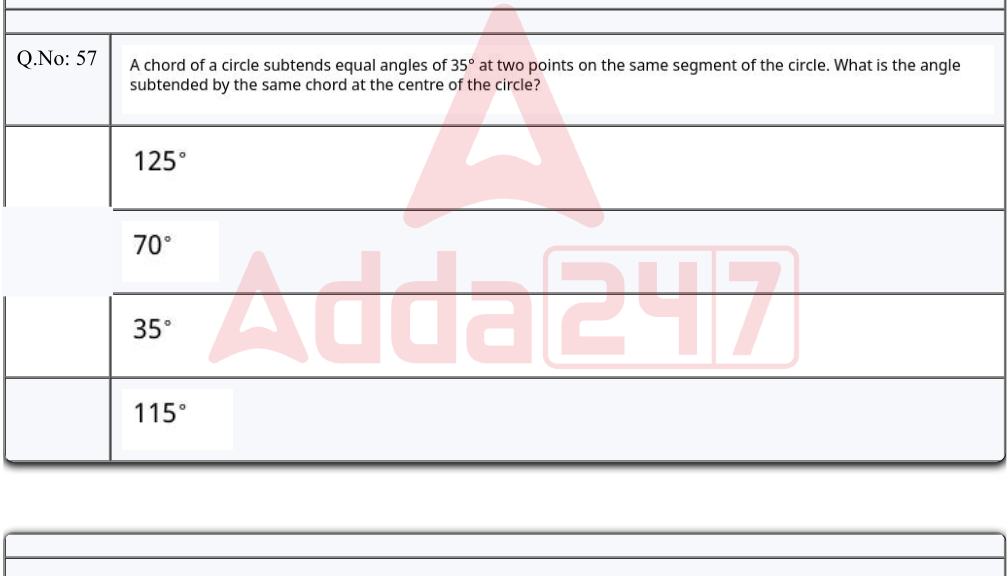 Q.No: 57
A chord of a circle subtends equal angles of 35° at two points on the same segment of the circle. What is the angle
subtended by the same chord at the centre of the circle?
125°
70°
35°
115°
Adda247